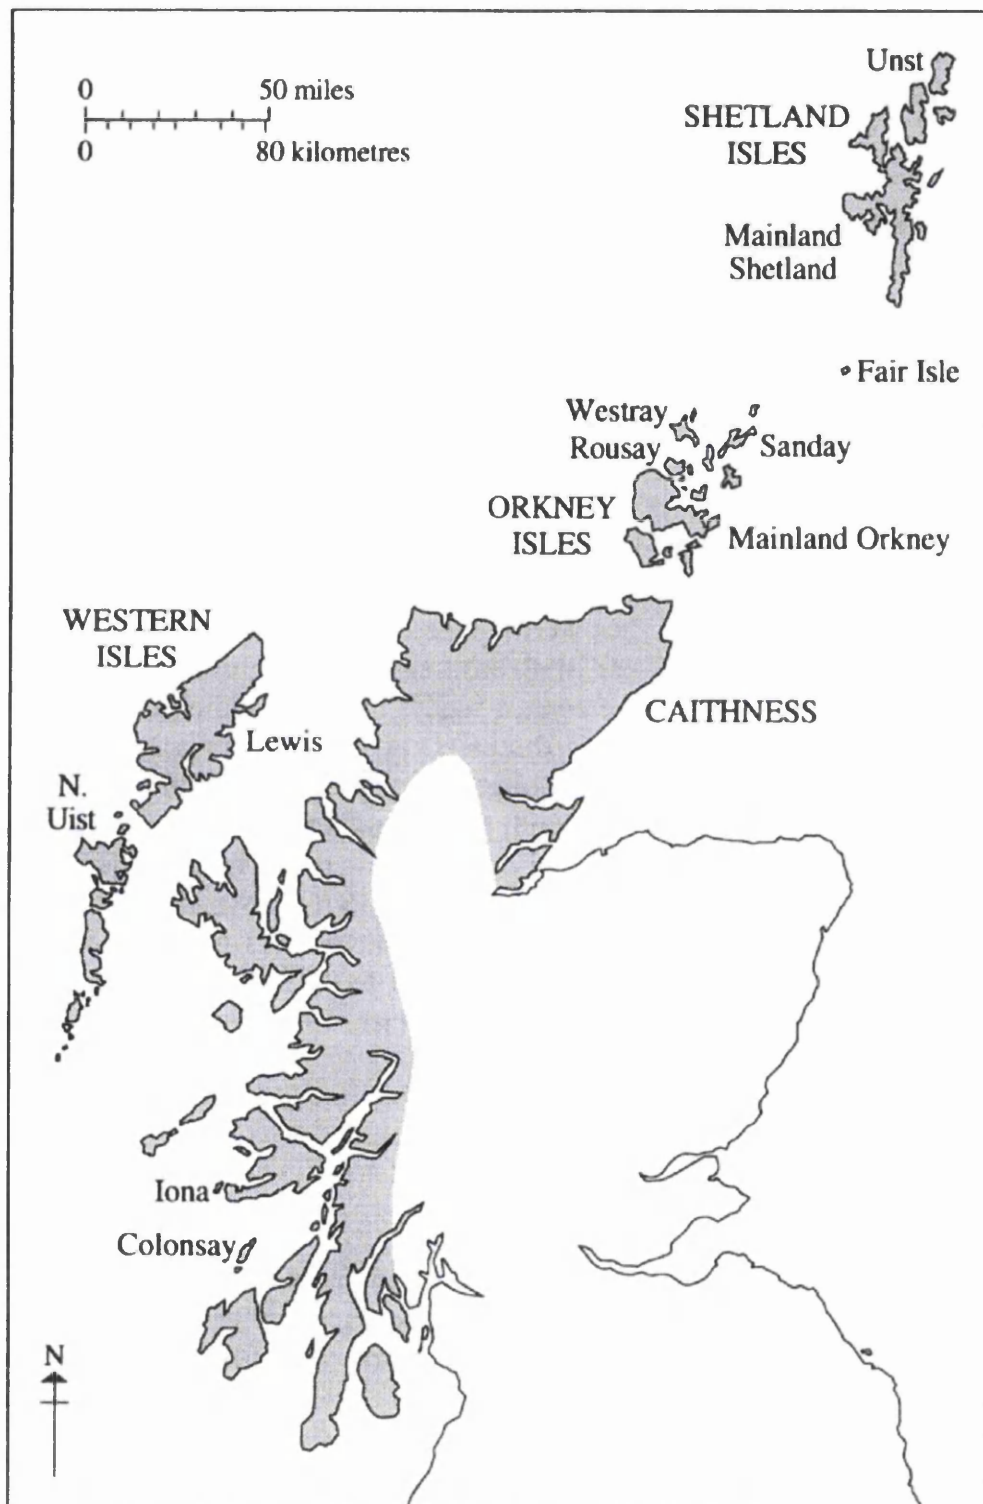 Unst
0 50 miles
SHETLAND
ISLES
0 80 kilometres
Mainland
Shetland
Fair Isle
Westray
Rousay
Sanday
ORKNEY
ISLES
Mainland Orkney
WESTERN
ISLES
CAITHNESS
Lewis
N.
Uist
Iona
Colonsay
N